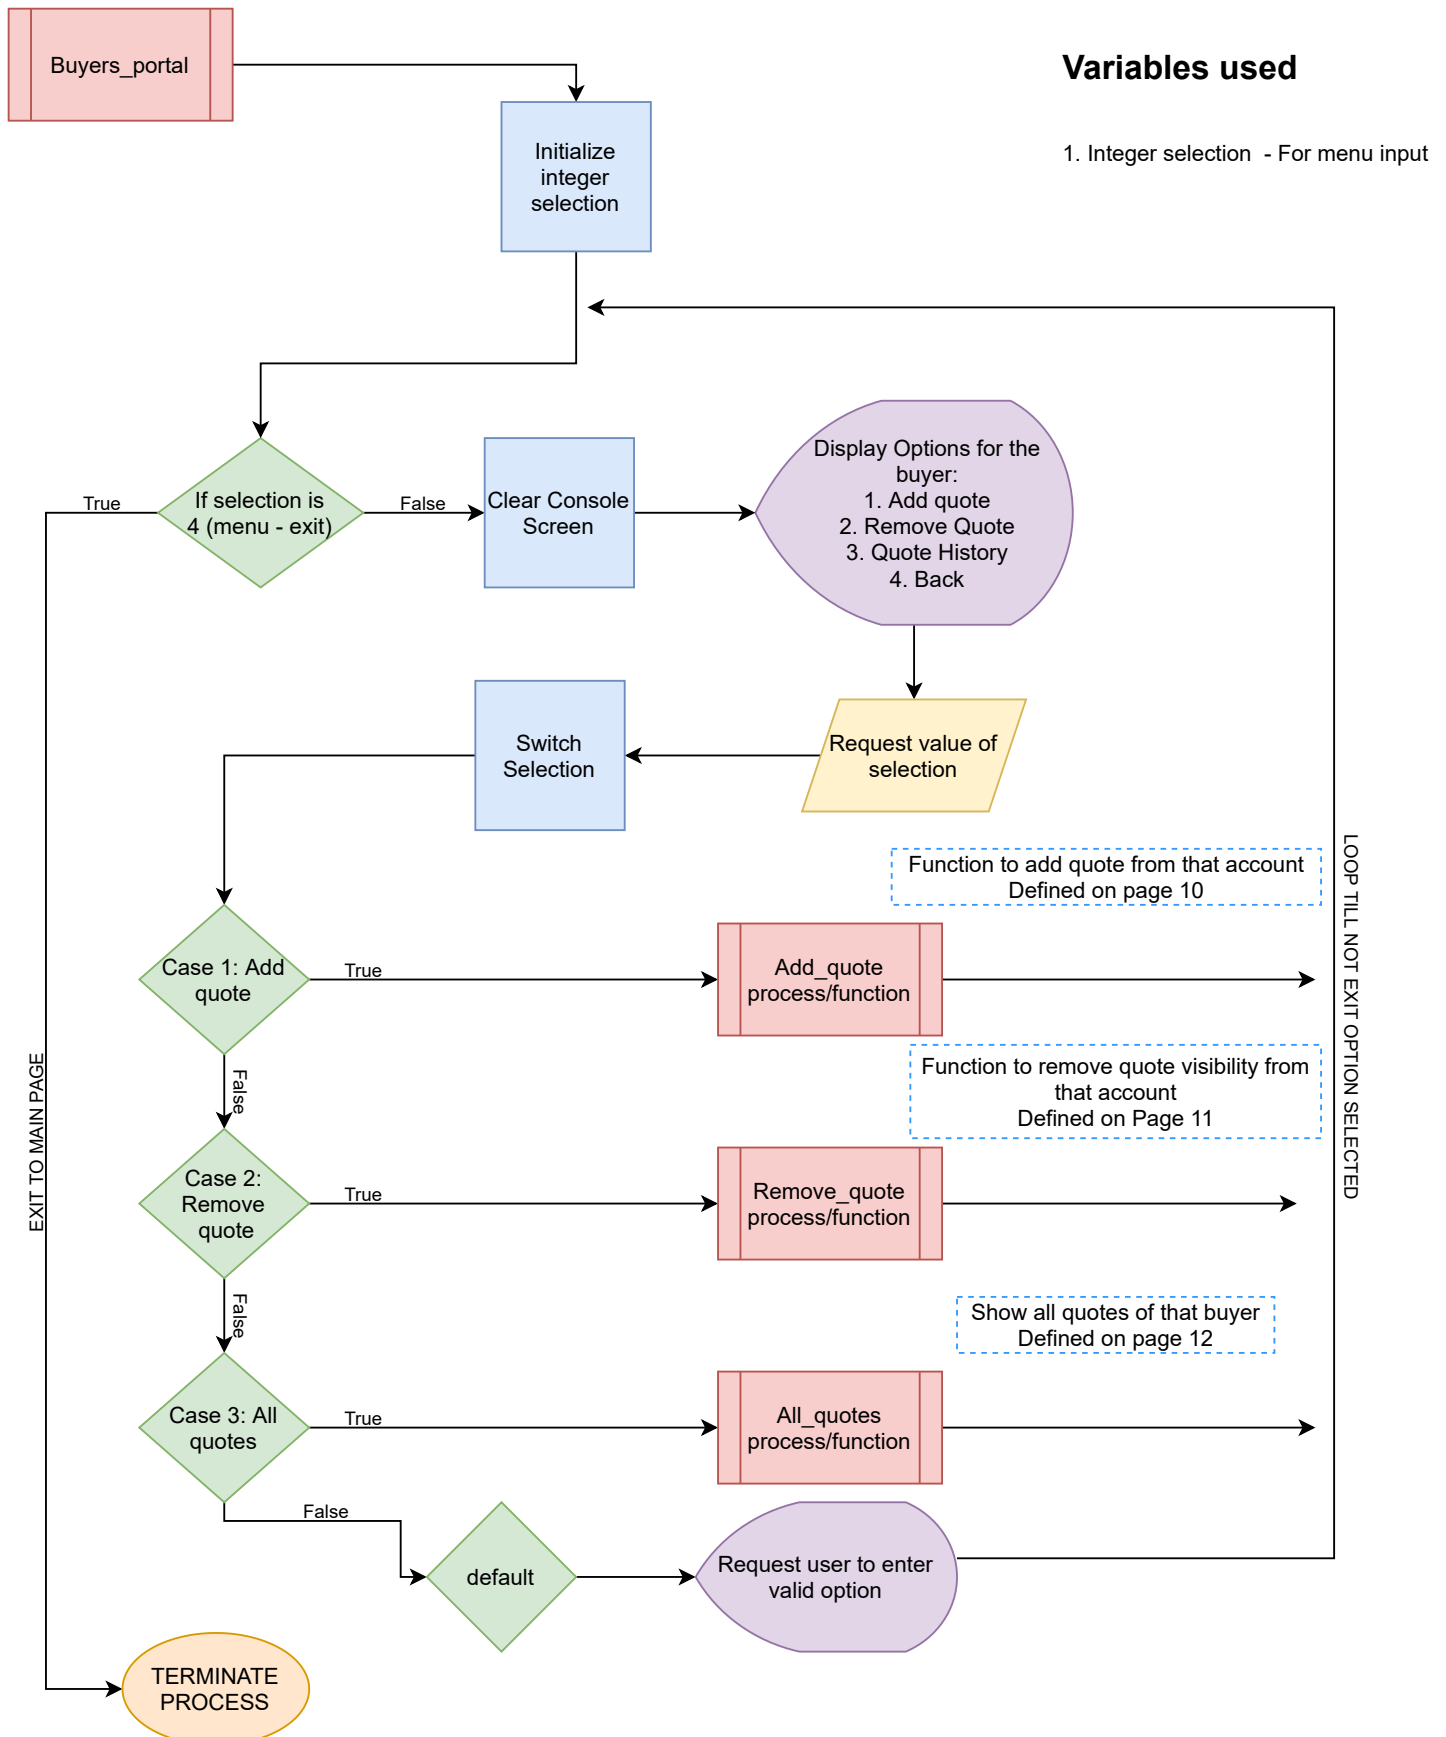 Buyers_portal
Variables used
Initialize
integer
selection
1. Integer selection  - For menu input
If selection is
4 (menu - exit)
True
False
Clear Console
Screen
Display Options for the
buyer:
1. Add quote
2. Remove Quote
3. Quote History
4. Back
Switch
Selection
Request value of
selection
Function to add quote from that account
Defined on page 10
Case 1: Add
quote
True
Add_quote
process/function
LOOP TILL NOT EXIT OPTION SELECTED
False
Function to remove quote visibility from
that account
Defined on Page 11
EXIT TO MAIN PAGE
Case 2:
Remove
quote
True
Remove_quote
process/function
False
Show all quotes of that buyer
Defined on page 12
Case 3: All
quotes
True
All_quotes
process/function
False
default
Request user to enter
valid option
TERMINATE
PROCESS